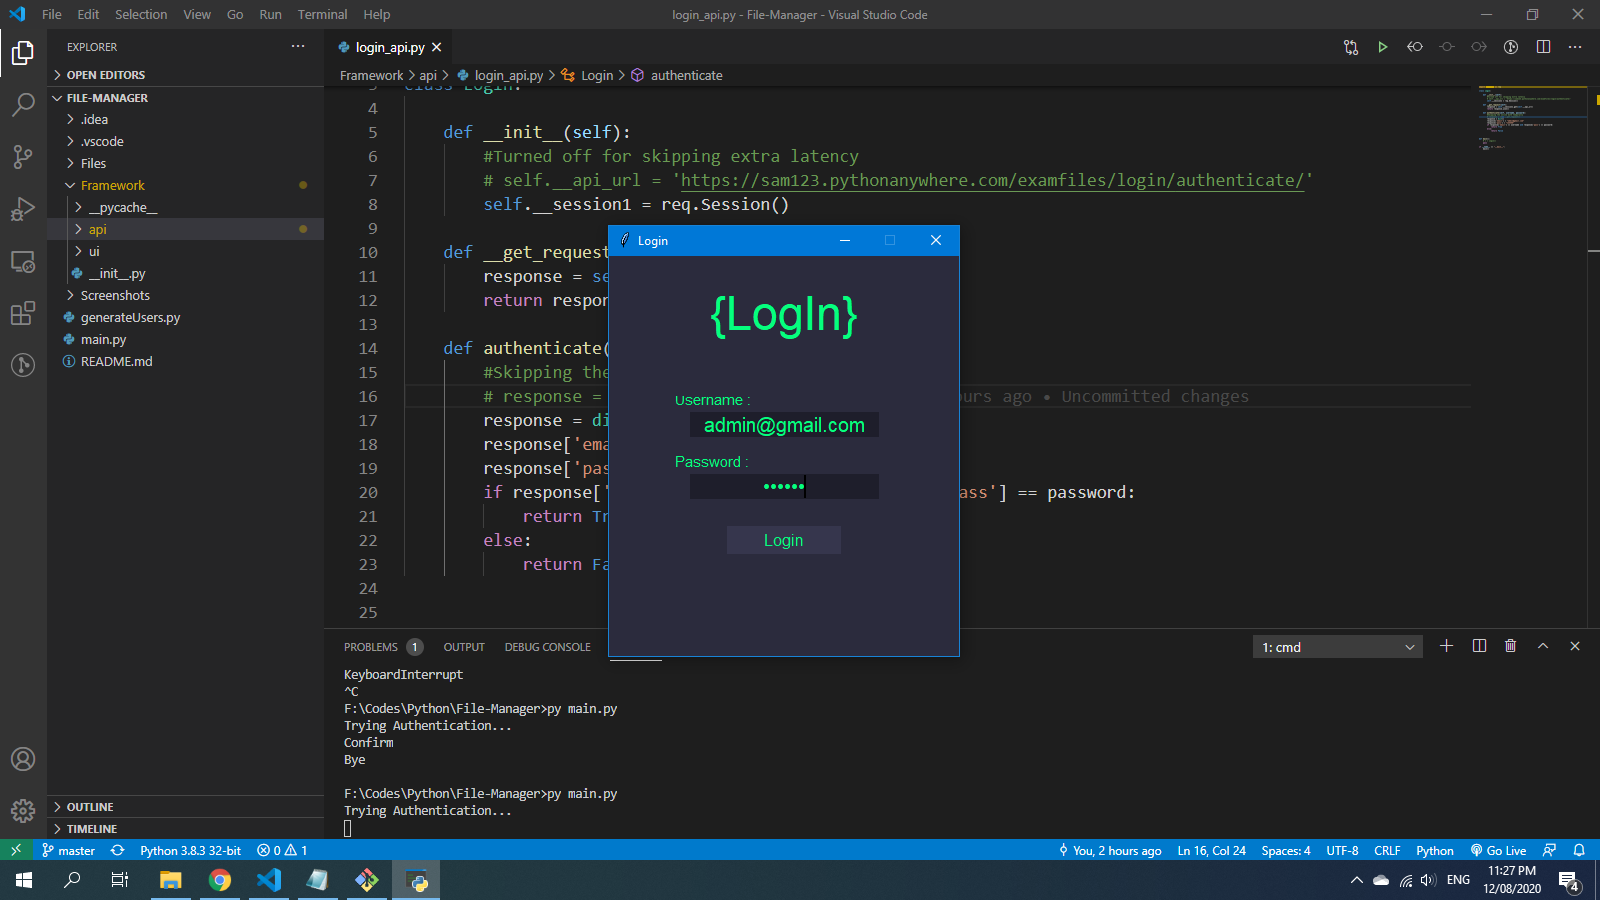 File Edit Selection View Go Run Terminal Help
login_api.py - File-Manager - Visual Studio Code
EXPLORER
OPEN EDITORS
FILE-MANAGER
.idea
.vscode
Files
Framework
__pycache__
api
ui
__init__.py
Screenshots
generateUsers.py
main.py
README.md
OUTLINE
TIMELINE
login_api.py
Framework > api > login_api.py > Login > authenticate
3 class Login:
4
5 def __init__(self):
6 #Turned off for skipping extra latency
7 # self.__api_url = 'https://sam123.pythonanywhere.com/examfiles/login/authenticate/'
8 self.__session1 = req.Session()
9
10 def __get_request
11 response = se
12 return respon
13
14 def authenticate(
15 #Skipping the
16 # response = ours ago • Uncommitted changes
17 response = di
18 response['ema
19 response['pas
20 if response[' ass'] == password:
21 return Tr
22 else:
23 return Fa
24
25
Login
{LogIn}
Username :
admin@gmail.com
Password :
••••••
Login
PROBLEMS 1 OUTPUT DEBUG CONSOLE
1: cmd
KeyboardInterrupt
^C
F:\Codes\Python\File-Manager>py main.py
Trying Authentication...
Confirm
Bye
F:\Codes\Python\File-Manager>py main.py
Trying Authentication...
master Python 3.8.3 32-bit 0 1 You, 2 hours ago Ln 16, Col 24 Spaces: 4 UTF-8 CRLF Python Go Live
ENG
11:27 PM
12/08/2020
4